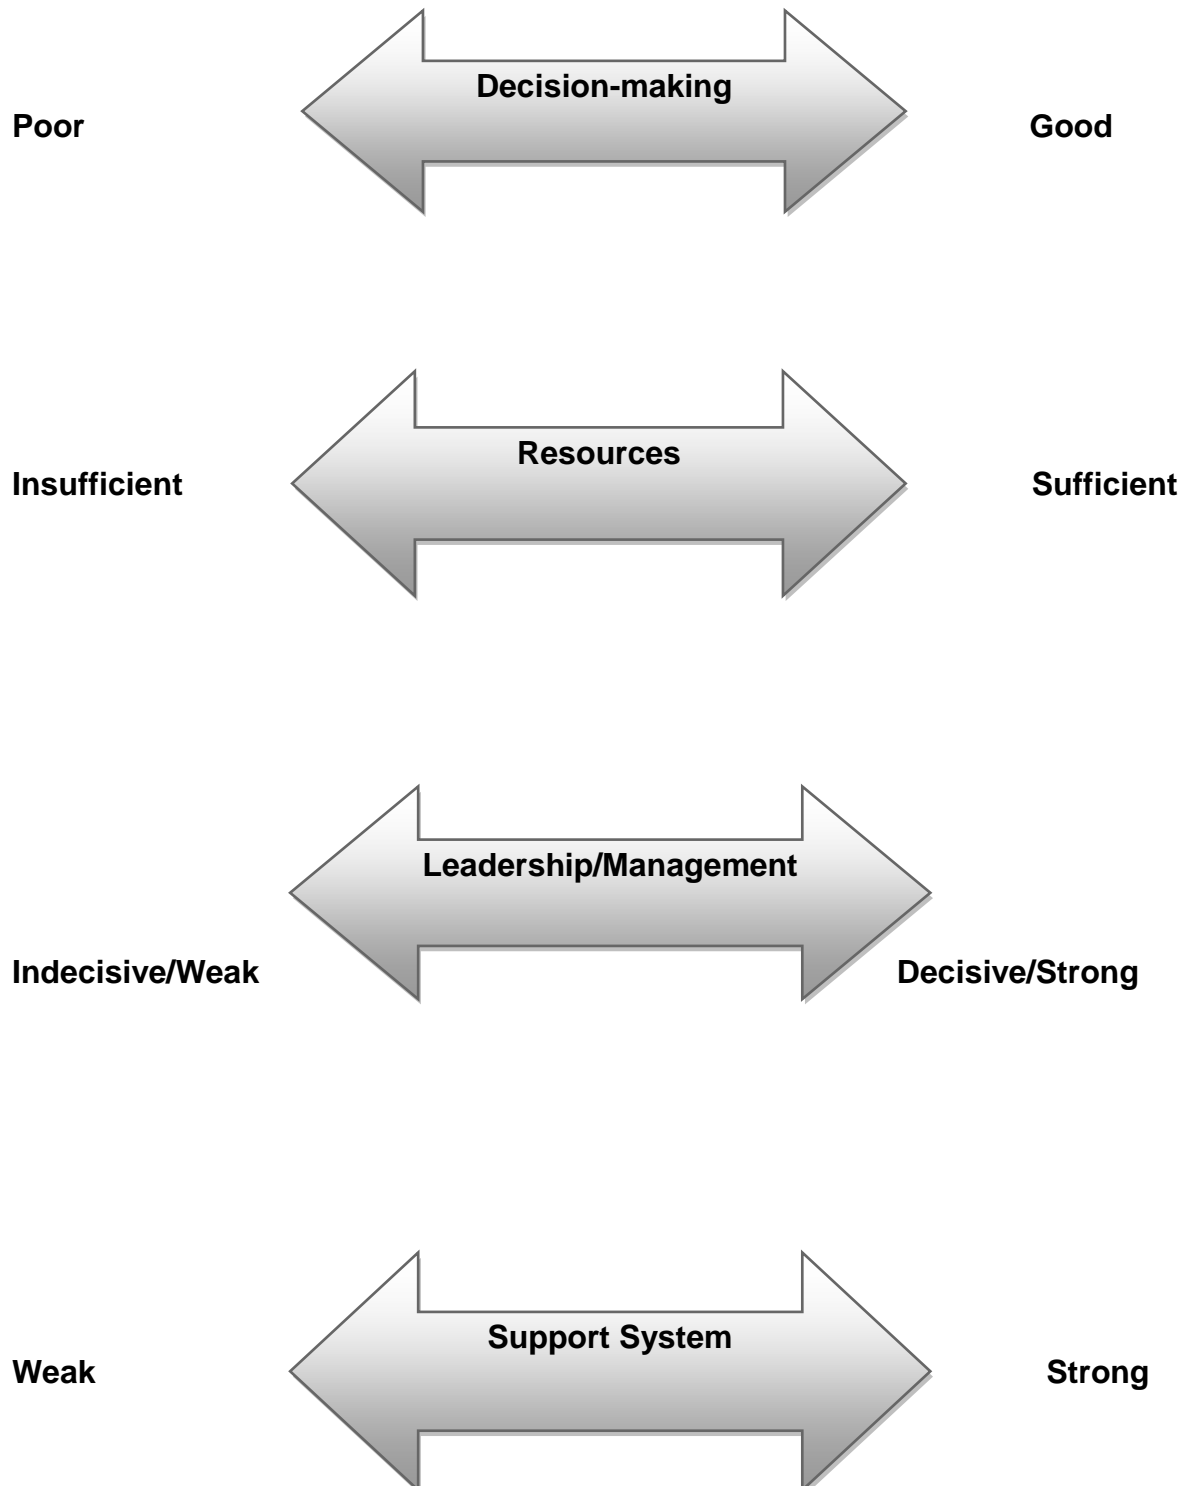 Decision-making
Poor
Good
Resources
Insufficient
Sufficient
Leadership/Management
Indecisive/Weak
Decisive/Strong
Support System
Weak
Strong